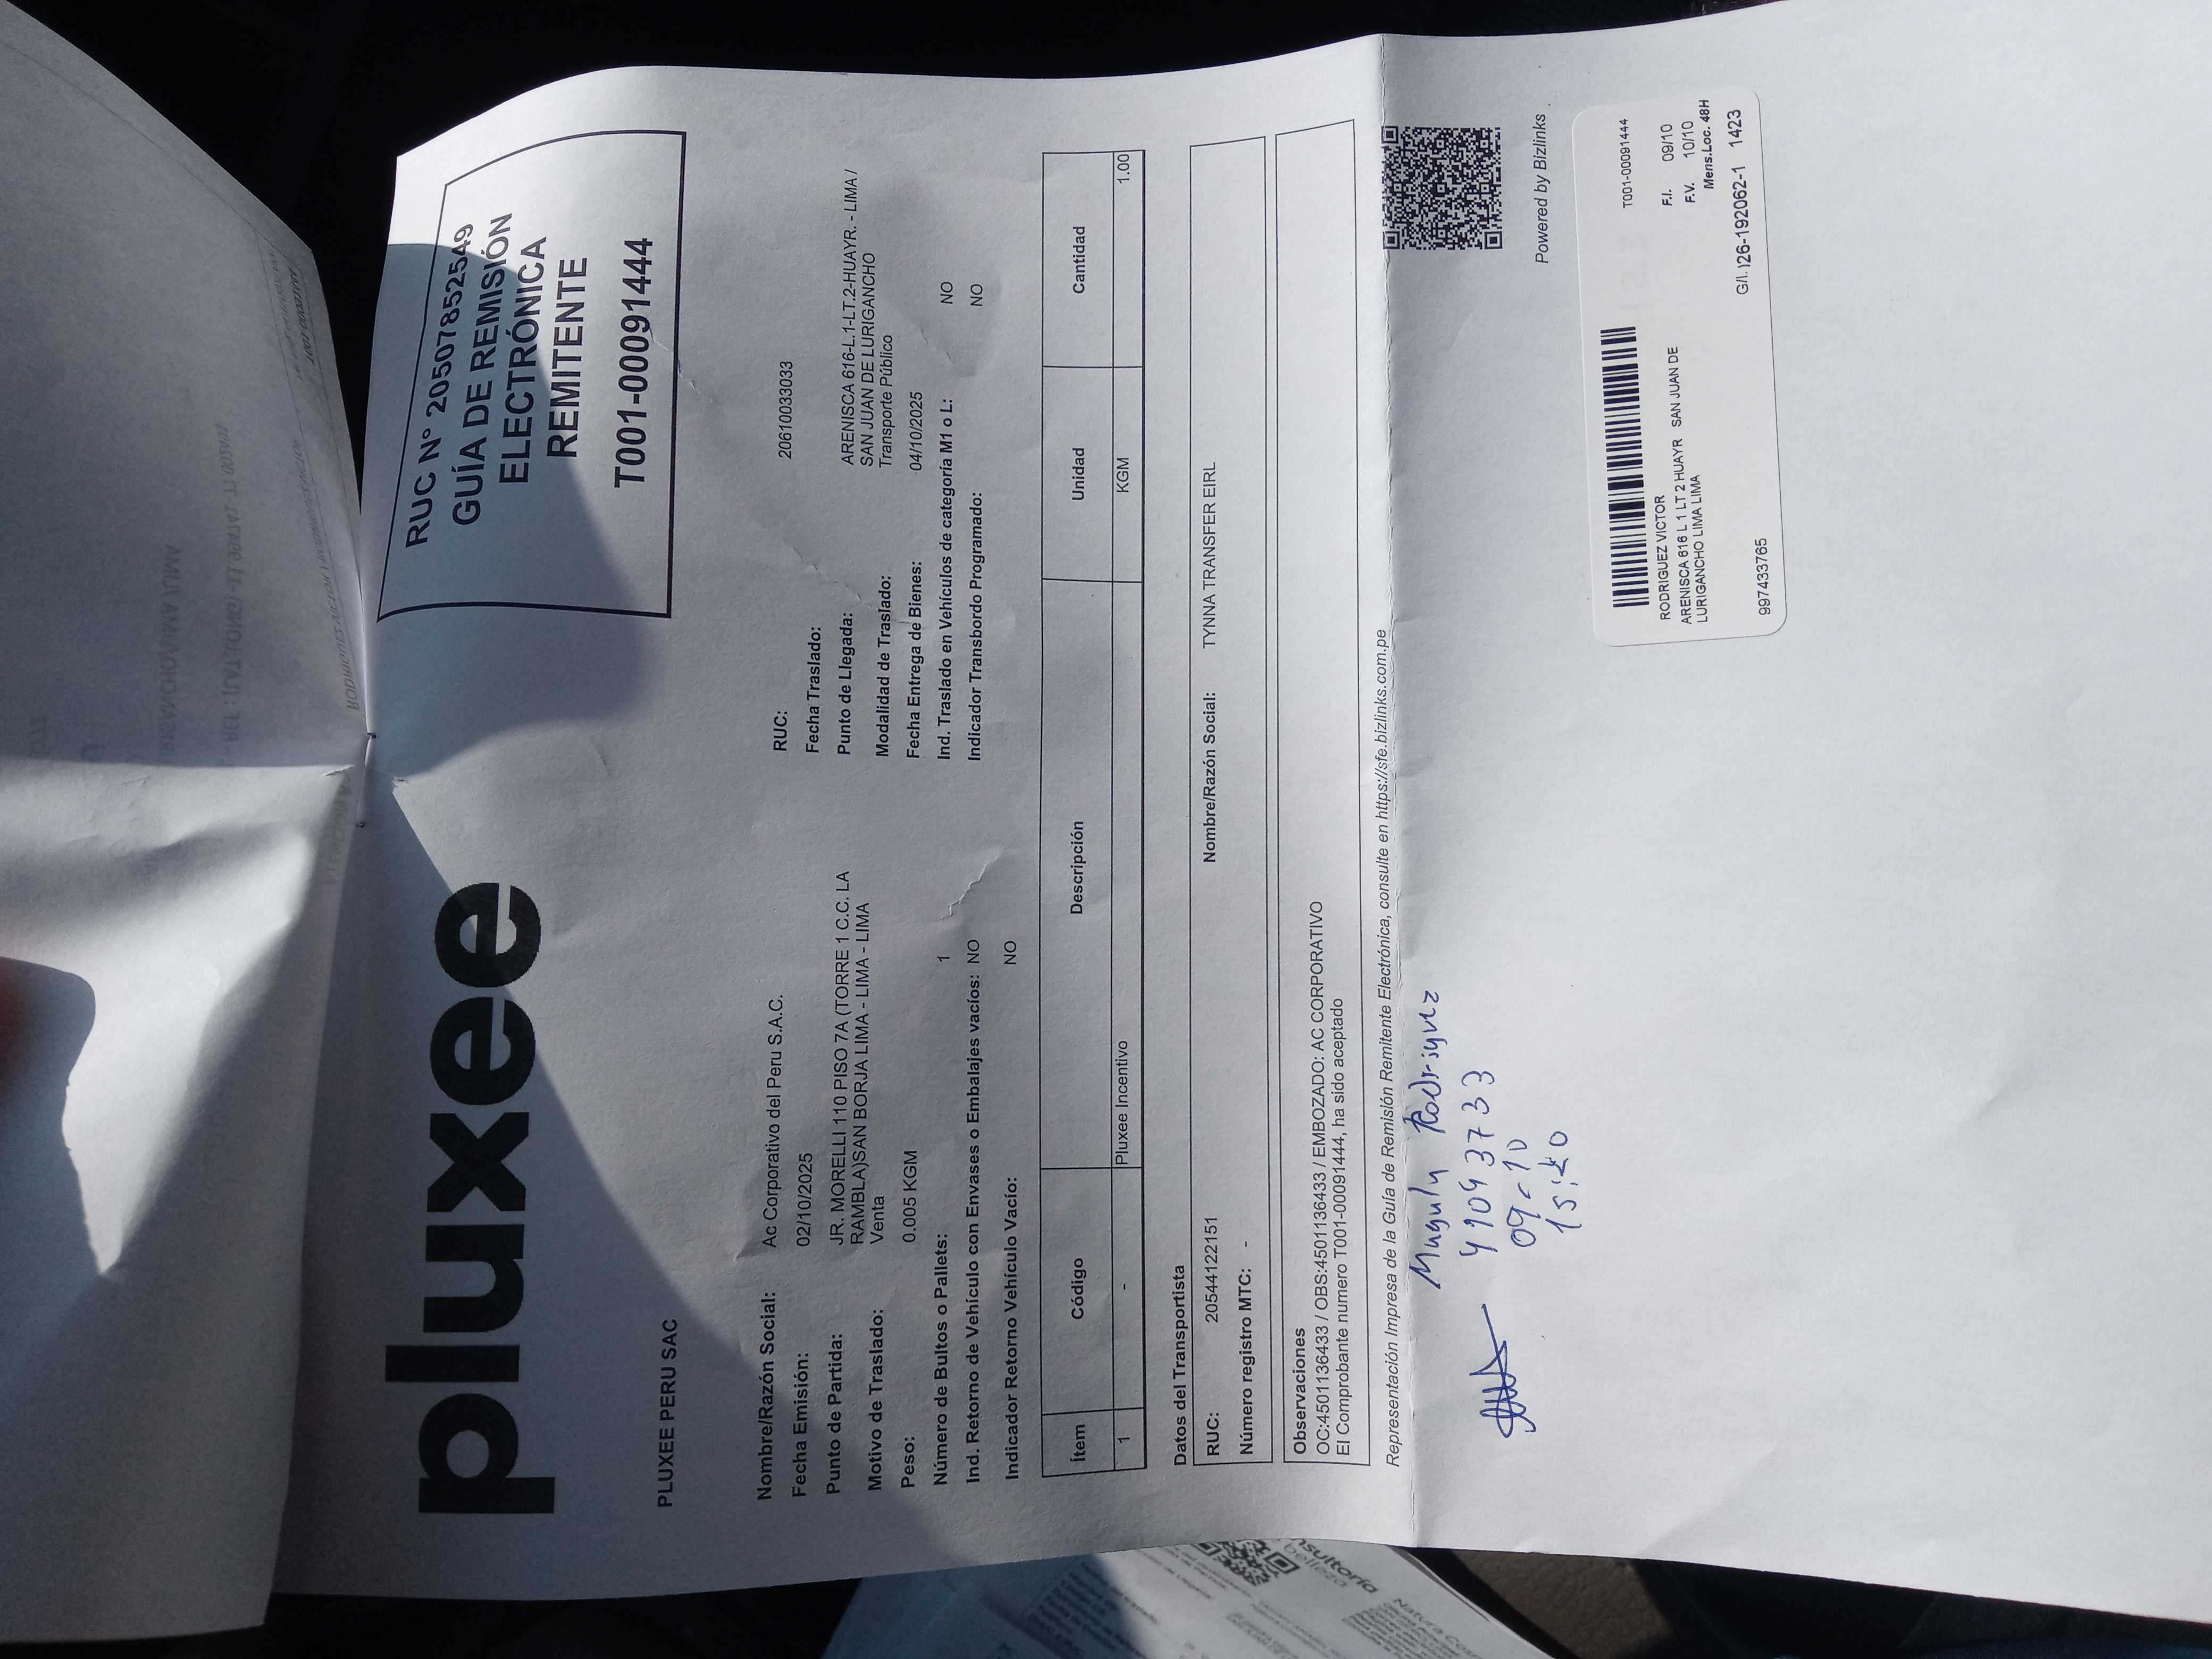 pluxee
RUC N° 20507852549
GUÍA DE REMISIÓN
ELECTRÓNICA
REMITENTE
T001-00091444
PLUXEE PERU SAC
Nombre/Razón Social: Ac Corporativo del Peru S.A.C.
Fecha Emisión: 02/10/2025
Punto de Partida: JR. MORELLI 110 PISO 7A (TORRE 1 C.C. LA
RAMBLA)SAN BORJA LIMA - LIMA - LIMA
Motivo de Traslado: Venta
Peso: 0.005 KGM
Número de Bultos o Pallets: 1
Ind. Retorno de Vehículo con Envases o Embalajes vacíos: NO
Indicador Retorno Vehículo Vacío: NO
RUC: 20610033033
Fecha Traslado:
Punto de Llegada: ARENISCA 616-L.1-LT.2-HUAYR. - LIMA /
SAN JUAN DE LURIGANCHO
Modalidad de Traslado: Transporte Público
Fecha Entrega de Bienes: 04/10/2025
Ind. Traslado en Vehículos de categoría M1 o L: NO
Indicador Transbordo Programado: NO
Ítem Código Descripción Unidad Cantidad
1 - Pluxee Incentivo KGM 1.00
Datos del Transportista
RUC: 20544122151 Nombre/Razón Social: TYNNA TRANSFER EIRL
Número registro MTC: -
Observaciones
OC:4501136433 / OBS:4501136433 / EMBOZADO: AC CORPORATIVO
El Comprobante numero T001-00091444, ha sido aceptado
Representación Impresa de la Guía de Remisión Remitente Electrónica, consulte en https://sfe.bizlinks.com.pe
Powered by Bizlinks
Maguly Rodriguez
41093733
09-10
T001-00091444
RODRIGUEZ VICTOR
ARENISCA 616 L 1 LT 2 HUAYR SAN JUAN DE
LURIGANCHO LIMA LIMA
F.I. 09/10
F.V. 10/10
Mens.Loc. 48H
997433765
G/I. I26-192062-1 1423
nsultoría
belleza